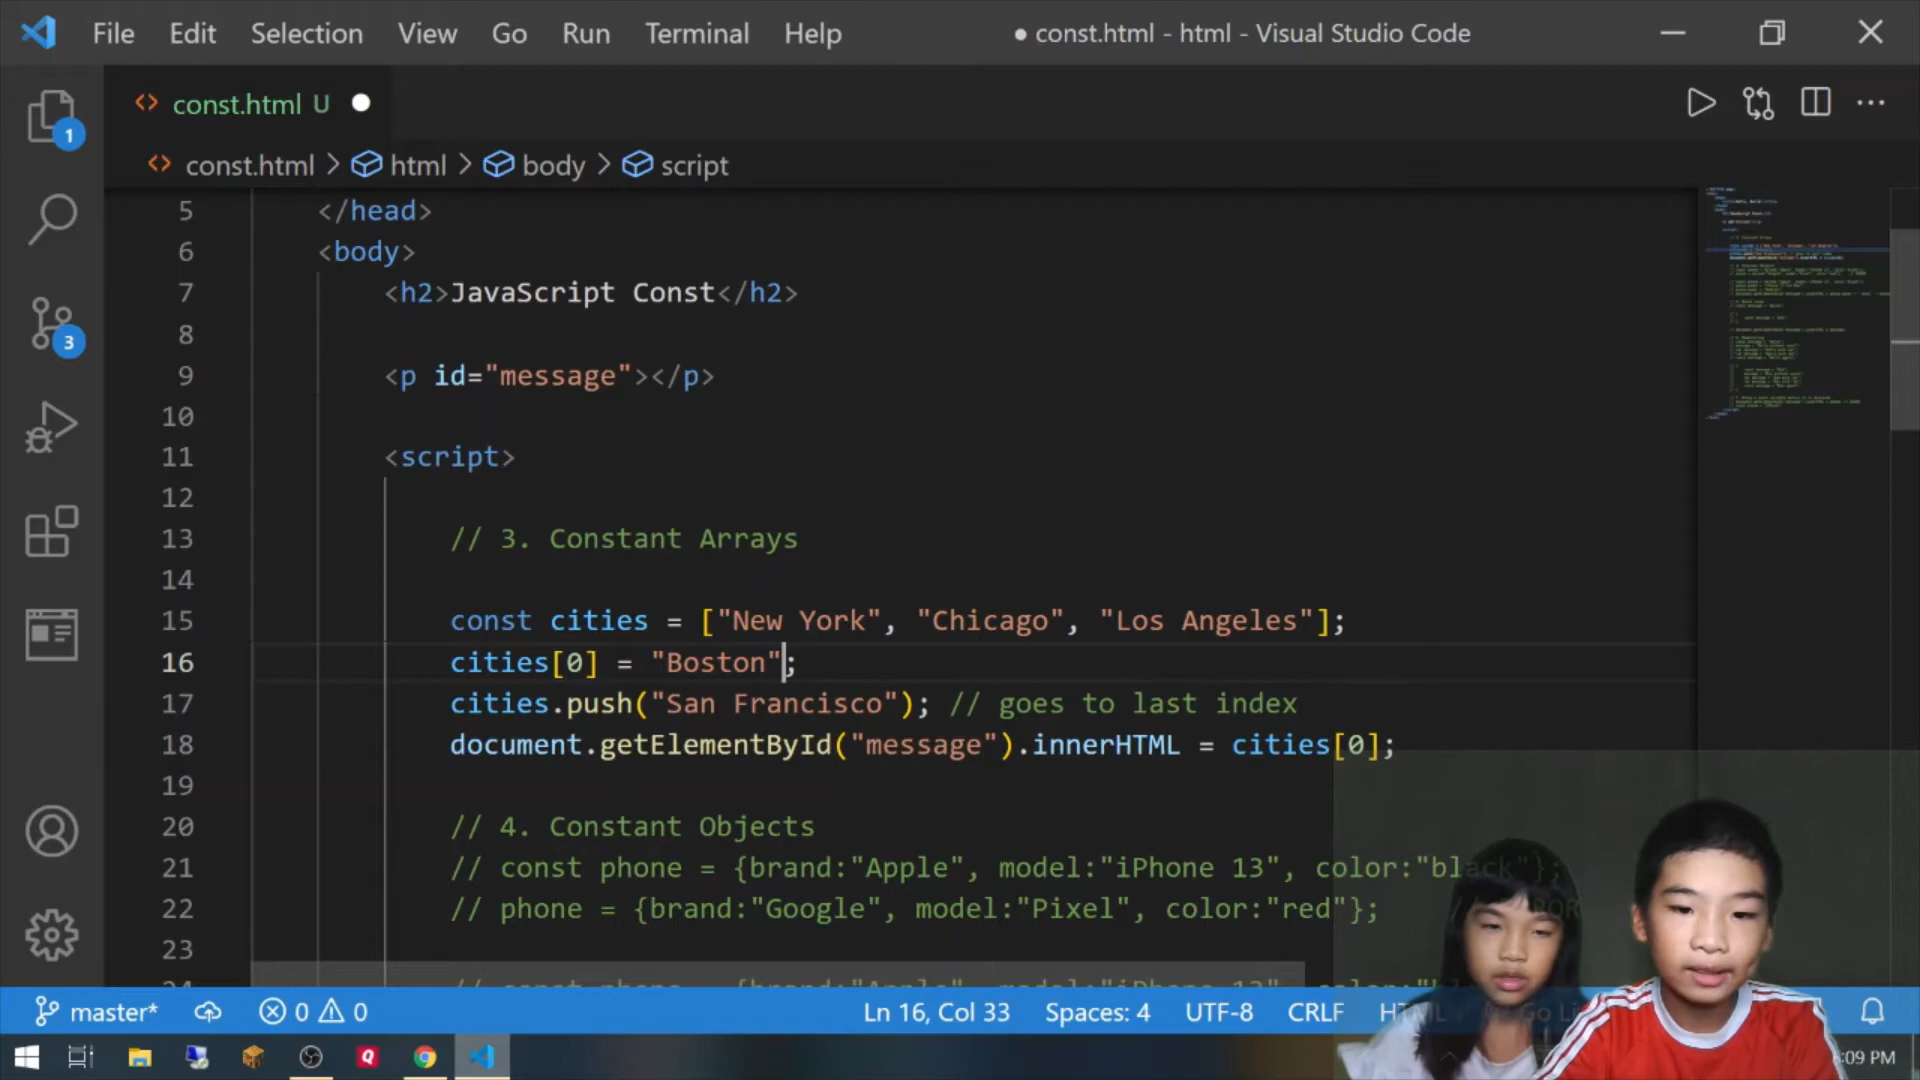 File Edit Selection View Go Run Terminal Help ● const.html - html - Visual Studio Code
const.html U
1
const.html > html > body > script
5 </head>
6 <body>
7 <h2>JavaScript Const</h2>
8
9 <p id="message"></p>
10
11 <script>
3
12
13 // 3. Constant Arrays
14
15 const cities = ["New York", "Chicago", "Los Angeles"];
16 cities[0] = "Boston";
17 cities.push("San Francisco"); // goes to last index
18 document.getElementById("message").innerHTML = cities[0];
19
20 // 4. Constant Objects
21 // const phone = {brand:"Apple", model:"iPhone 13", color:"black"};
22 // phone = {brand:"Google", model:"Pixel", color:"red"};
23
master* 0 0 Ln 16, Col 33 Spaces: 4 UTF-8 CRLF HTML Go
:09 PM